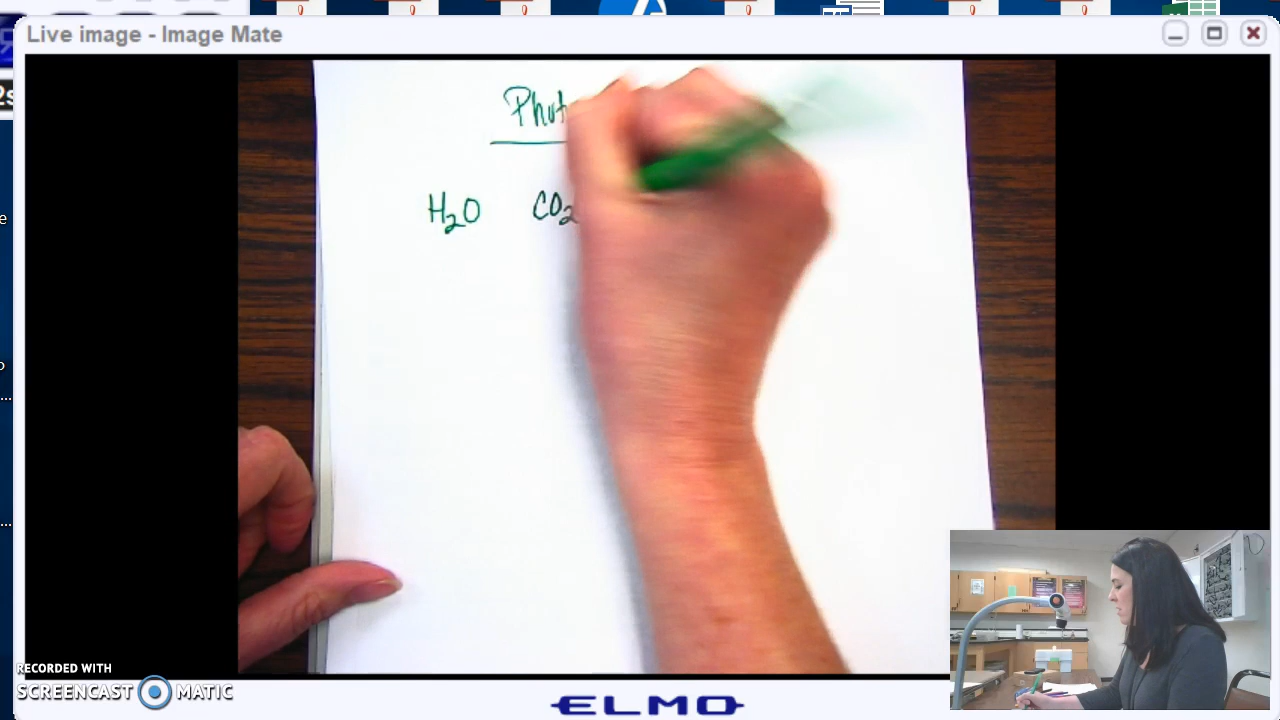 Live image - Image Mate
Phot
H₂O CO₂
RECORDED WITH
SCREENCAST MATIC
ELMO